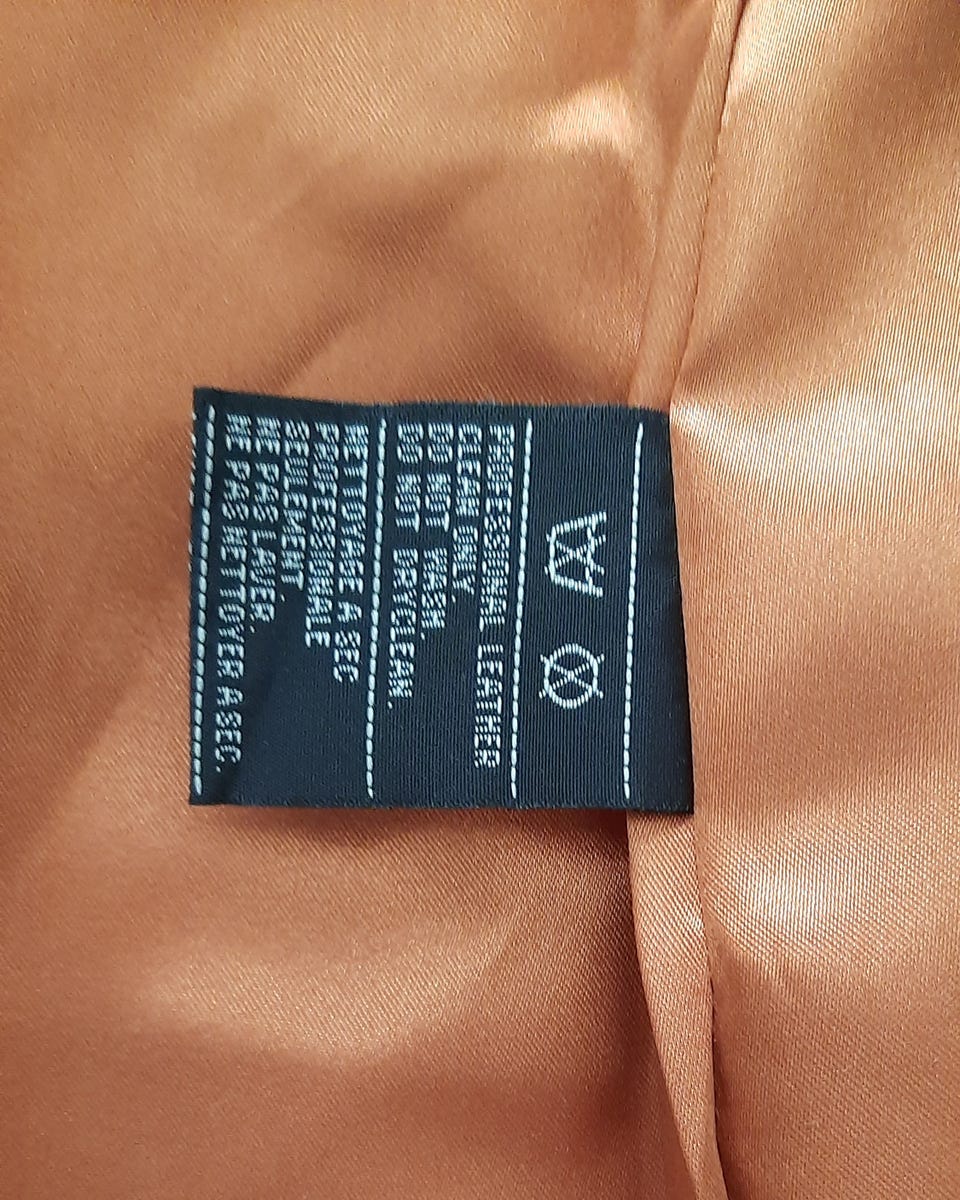 PROFESSIONAL LEATHER
CLEAN ONLY.
DO NOT WASH.
DO NOT DRYCLEAN.
NETTOYAGE A SEC
PROFESSIONALE
SEULEMENT
NE PAS LAVER.
NE PAS NETTOYER A SEC.